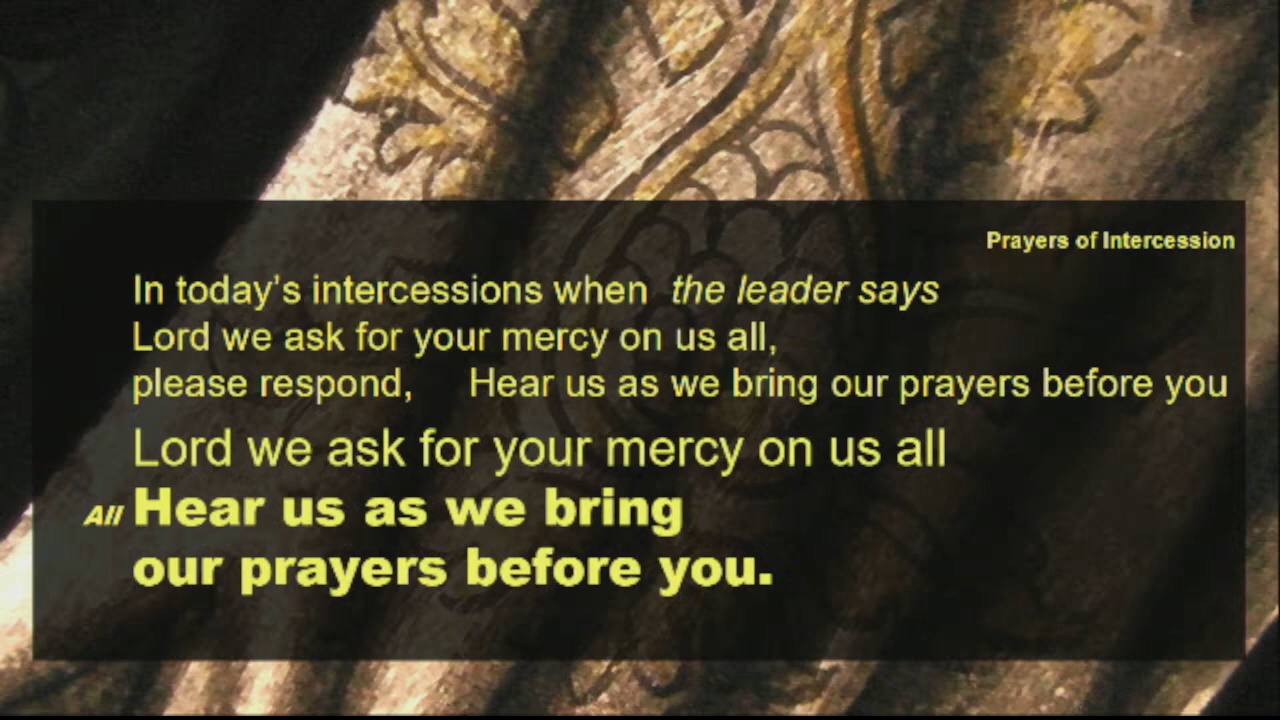 Prayers of Intercession
In today's intercessions when the leader says
Lord we ask for your mercy on us all,
please respond, Hear us as we bring our prayers before you
Lord we ask for your mercy on us all
All Hear us as we bring
our prayers before you.